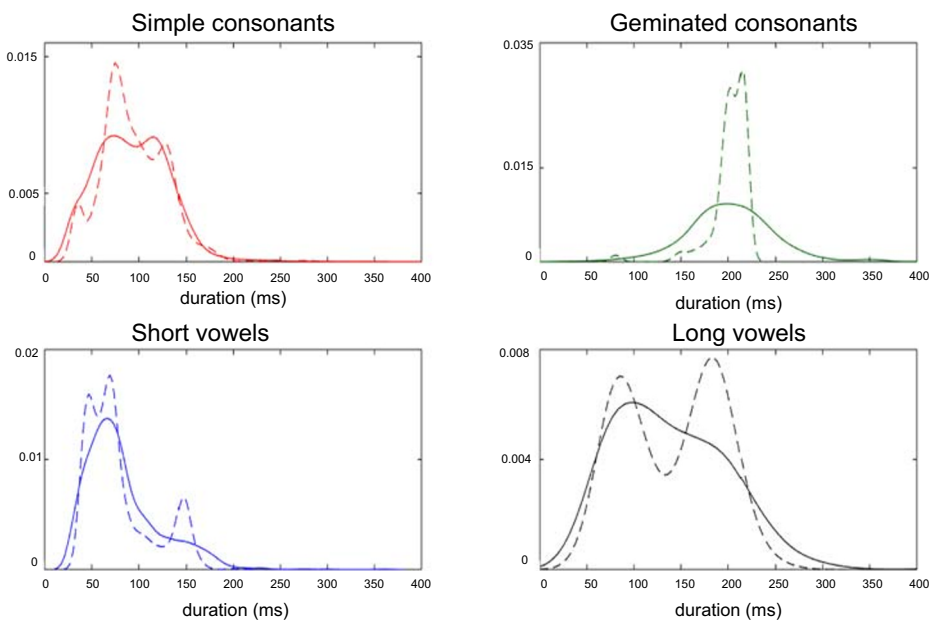 Simple consonants
0.015
0.005
0
0 50 100 150 200 250 300 350 400
duration (ms)
Geminated consonants
0.035
0.015
0
0 50 100 150 200 250 300 350 400
duration (ms)
Short vowels
0.02
0.01
0
0 50 100 150 200 250 300 350 400
duration (ms)
Long vowels
0.008
0.004
0
0 50 100 150 200 250 300 350 400
duration (ms)